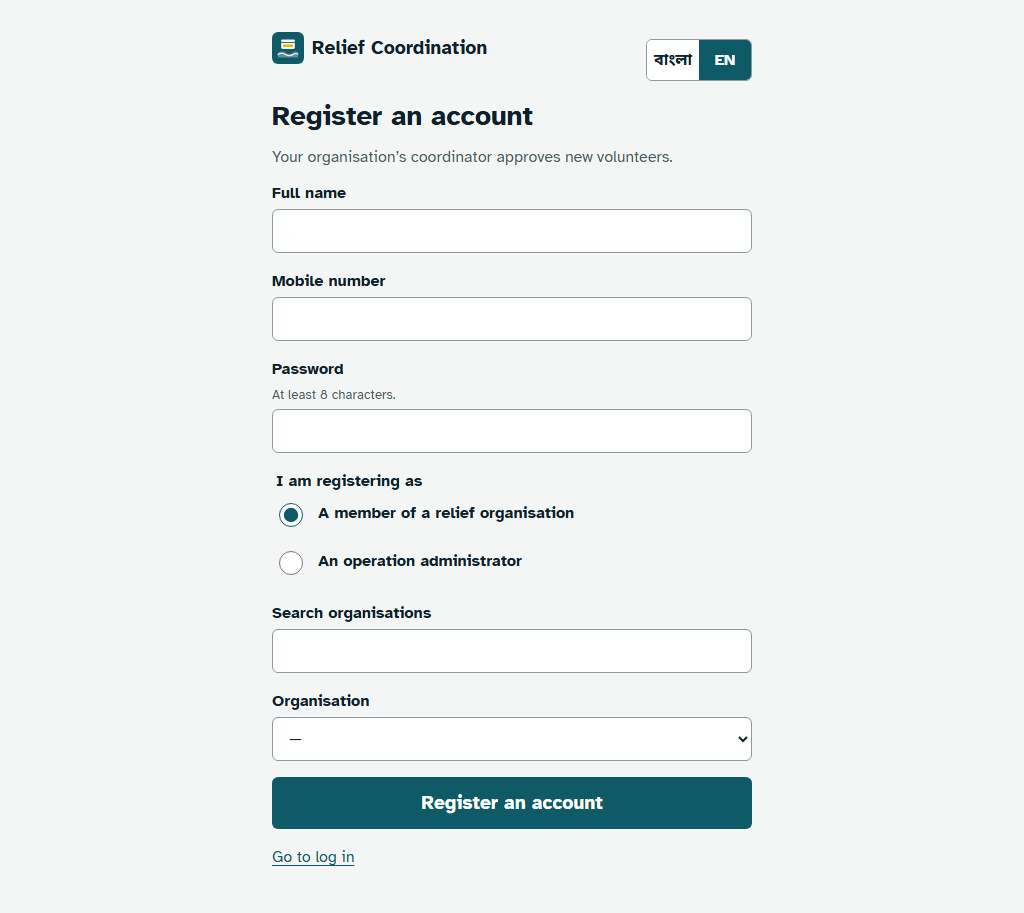 Relief Coordination
বাংলা EN
Register an account
Your organisation’s coordinator approves new volunteers.
Full name
Mobile number
Password
At least 8 characters.
I am registering as
A member of a relief organisation
An operation administrator
Search organisations
Organisation
—
Register an account
Go to log in